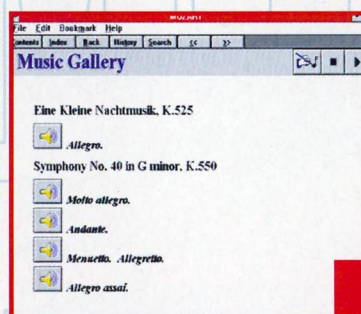 MOZART
File Edit Bookmark Help
Contents Index Back History Search << >>
Music Gallery
Eine Kleine Nachtmusik, K.525
Allegro.
Symphony No. 40 in G minor, K.550
Molto allegro.
Andante.
Menuetto. Allegretto.
Allegro assai.